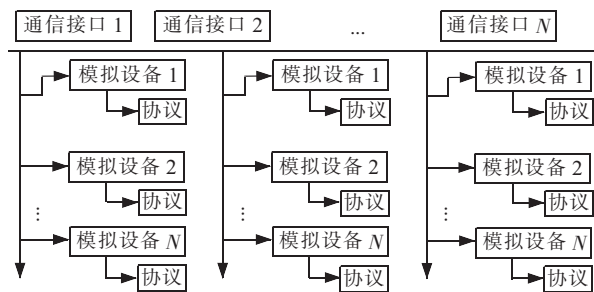 通信接口 1 通信接口 2 ... 通信接口 N
模拟设备 1 模拟设备 1 模拟设备 1
协议 协议 协议
模拟设备 2 模拟设备 2 模拟设备 2
协议 协议 协议
... ... ...
模拟设备 N 模拟设备 N 模拟设备 N
协议 协议 协议